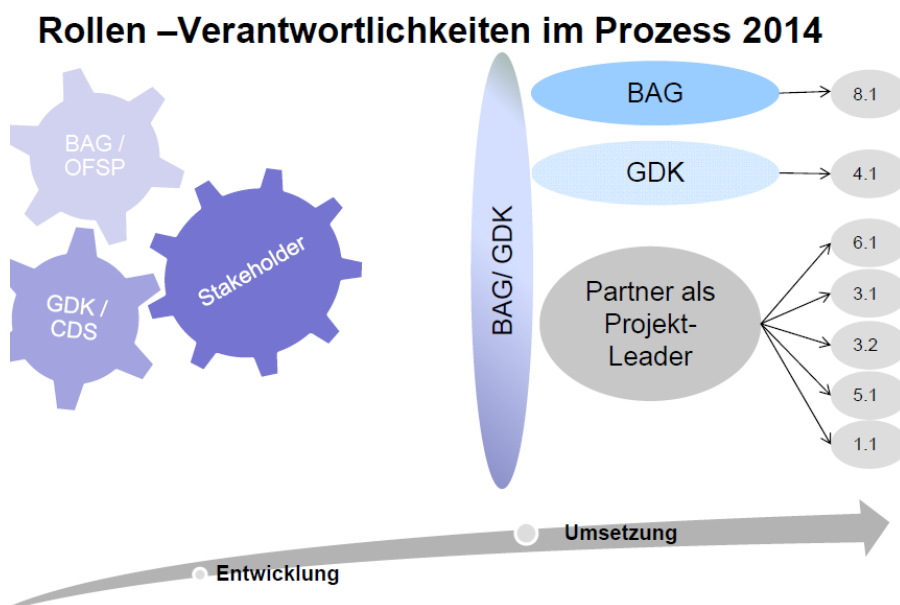 Rollen –Verantwortlichkeiten im Prozess 2014
BAG /
OFSP
GDK /
CDS
Stakeholder
BAG/ GDK
BAG
8.1
GDK
4.1
Partner als
Projekt-
Leader
6.1
3.1
3.2
5.1
1.1
Entwicklung
Umsetzung